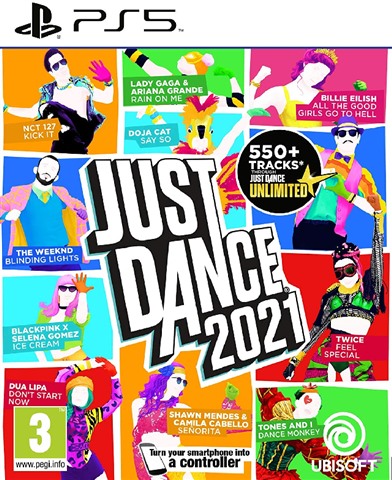 PS5
LADY GAGA &
ARIANA GRANDE
RAIN ON ME
BILLIE EILISH
ALL THE GOOD
GIRLS GO TO HELL
NCT 127
KICK IT
DOJA CAT
SAY SO
550+
TRACKS*
THROUGH
JUST DANCE
UNLIMITED
JUST
DANCE
2021
THE WEEKND
BLINDING LIGHTS
BLACKPINK X
SELENA GOMEZ
ICE CREAM
TWICE
FEEL
SPECIAL
DUA LIPA
DON'T START
NOW
SHAWN MENDES &
CAMILA CABELLO
SEÑORITA
TONES AND I
DANCE MONKEY
3
www.pegi.info
Turn your smartphone into
a controller
UBISOFT